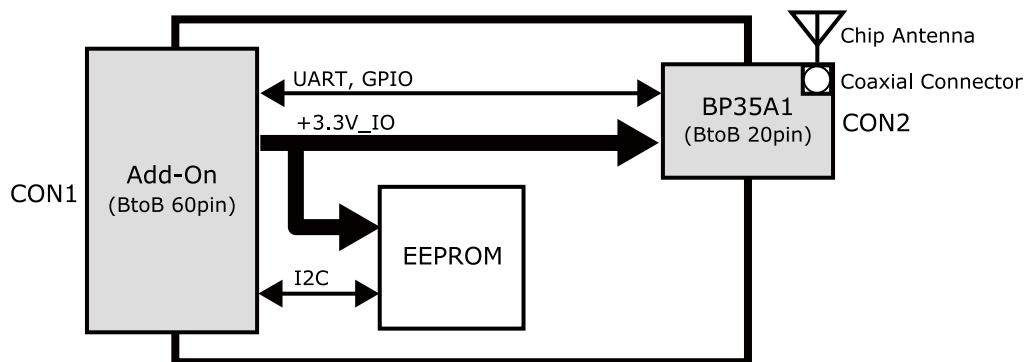 Chip Antenna
UART, GPIO
Coaxial Connector
BP35A1
(BtoB 20pin)
CON2
+3.3V_IO
Add-On
(BtoB 60pin)
CON1
EEPROM
I2C